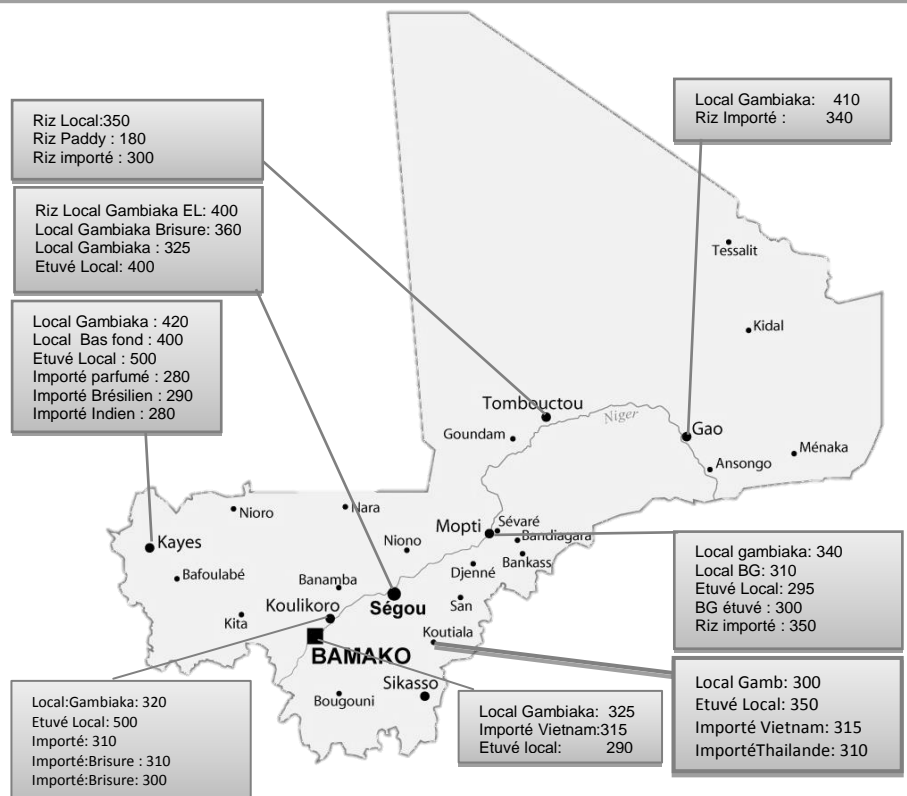 Riz Local:350
Riz Paddy : 180
Riz importé : 300
Local Gambiaka: 410
Riz Importé : 340
Riz Local Gambiaka EL: 400
Local Gambiaka Brisure: 360
Local Gambiaka : 325
Etuvé Local: 400
Local Gambiaka : 420
Local Bas fond : 400
Etuvé Local : 500
Importé parfumé : 280
Importé Brésilien : 290
Importé Indien : 280
Tessalit
Kidal
Tombouctou
Niger
Goundam
Gao
Ménaka
Ansongo
Nioro
Nara
Mopti
Sévaré
Bandiagara
Kayes
Niono
Bankass
Bafoulabé
Djenné
Banamba
Ségou
San
Koulikoro
Kita
Koutiala
BAMAKO
Sikasso
Bougouni
Local gambiaka: 340
Local BG: 310
Etuvé Local: 295
BG étuvé : 300
Riz importé : 350
Local:Gambiaka: 320
Etuvé Local: 500
Importé: 310
Importé:Brisure : 310
Importé:Brisure: 300
Local Gambiaka: 325
Importé Vietnam:315
Etuvé local: 290
Local Gamb: 300
Etuvé Local: 350
Importé Vietnam: 315
ImportéThailande: 310